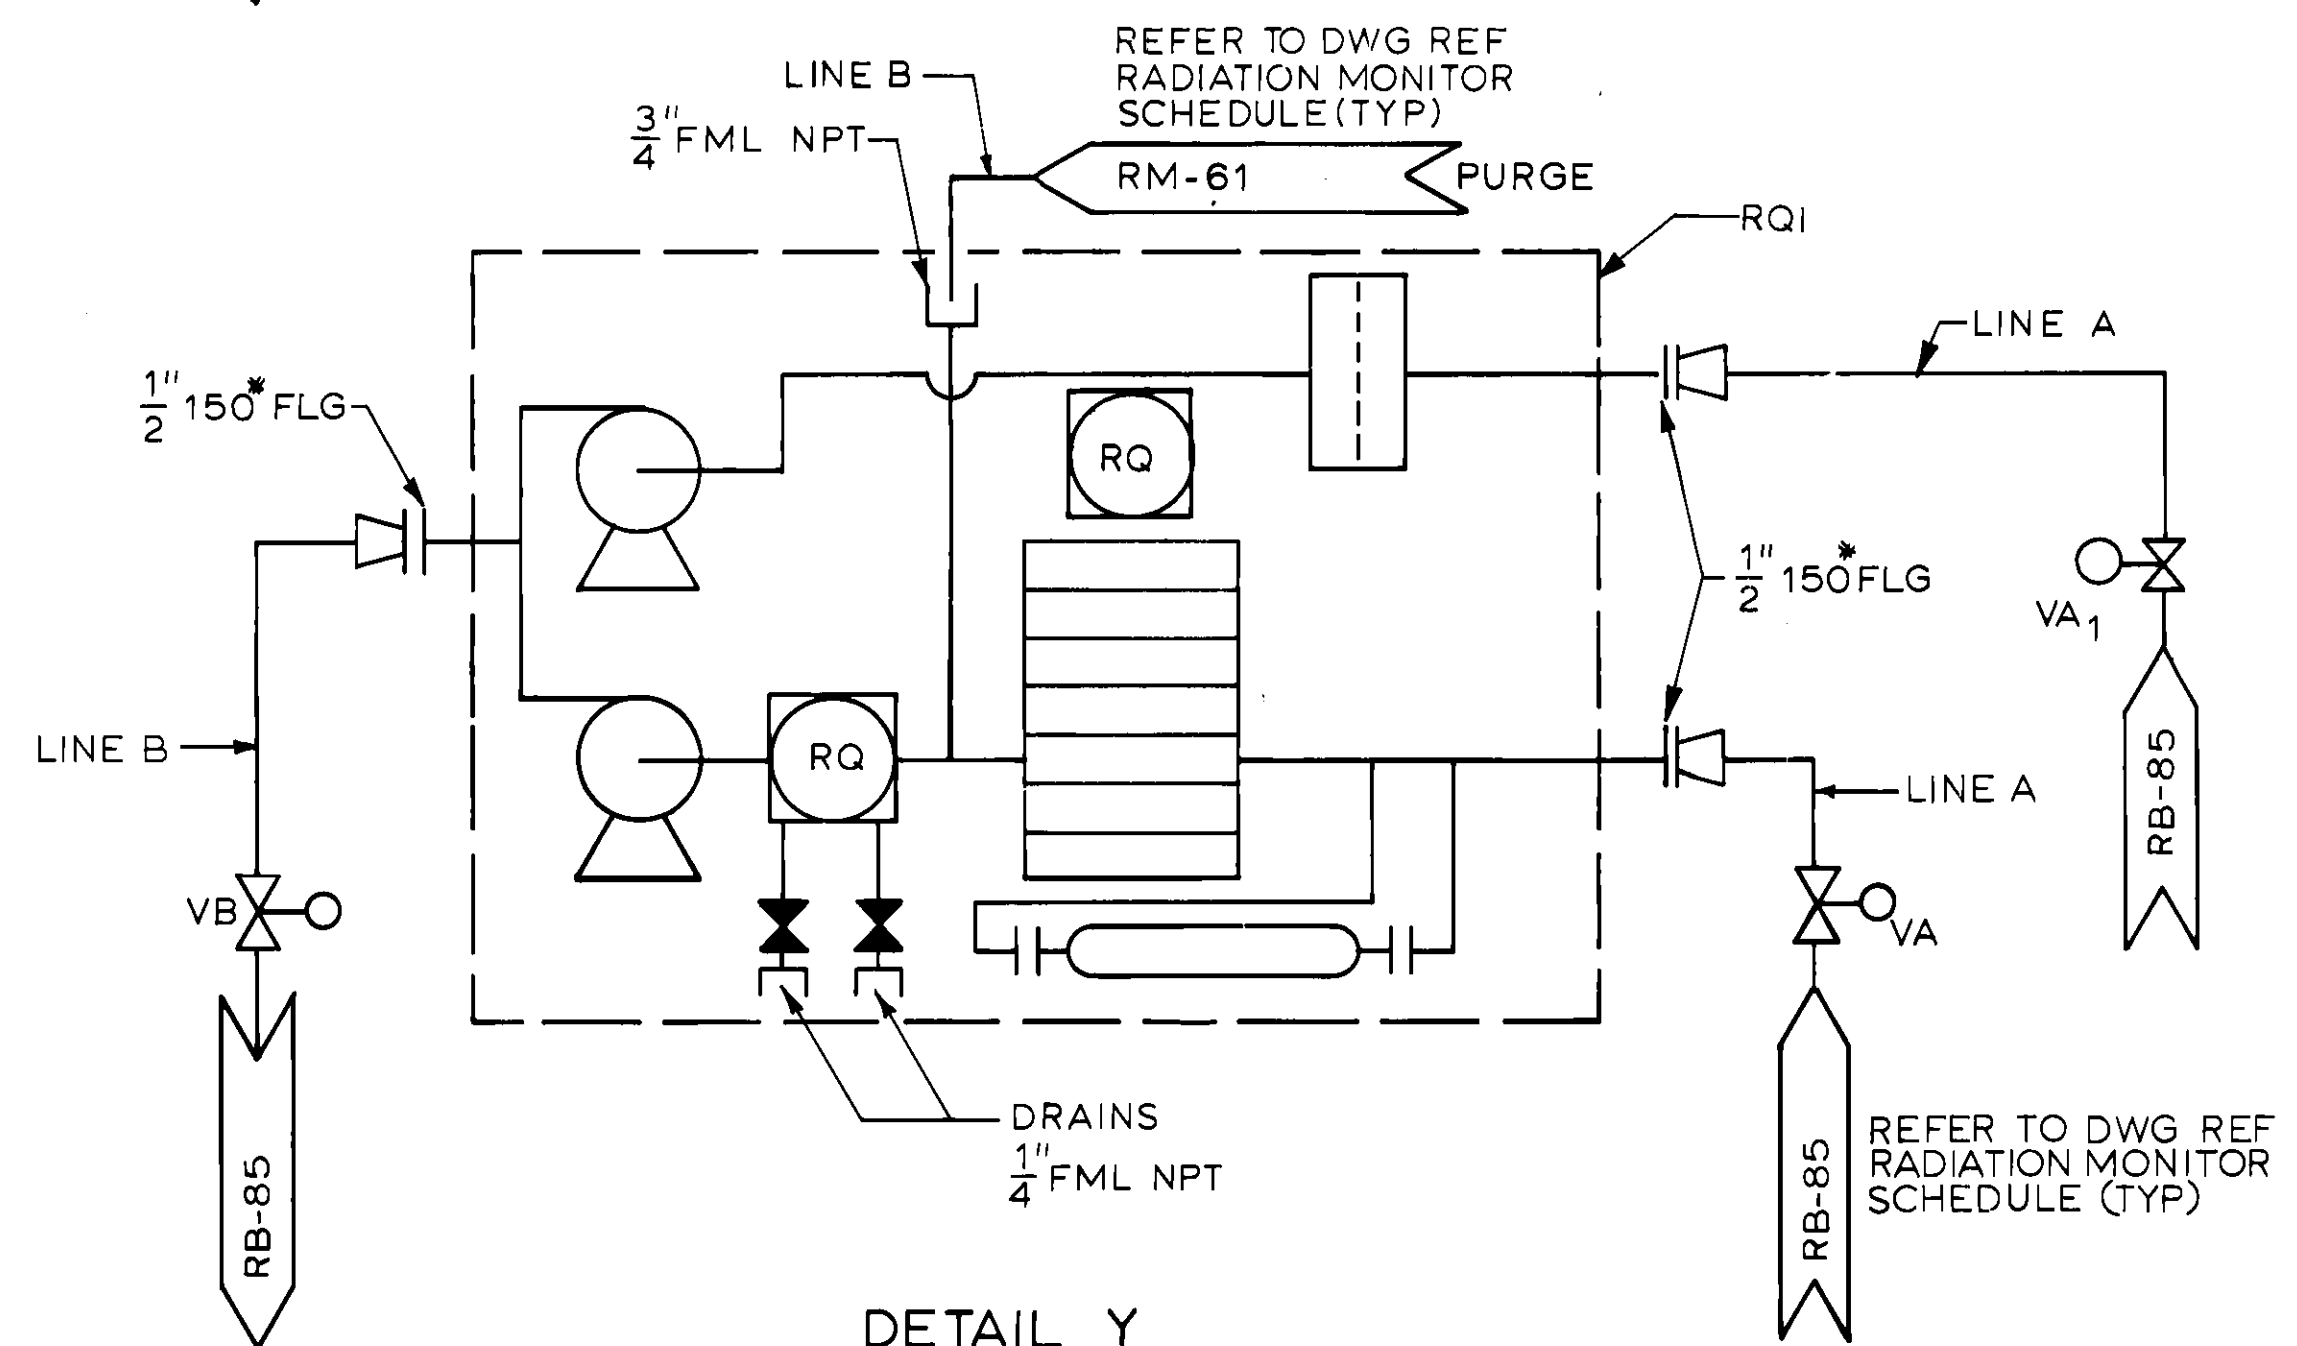 REFER TO DWG REF
RADIATION MONITOR
SCHEDULE (TYP)
LINE B
3/4" FML NPT
RM-61
PURGE
RQ1
LINE A
1/2" 150# FLG
RQ
1/2" 150# FLG
VA1
RB-85
LINE B
RQ
LINE A
VB
VA
RB-85
DRAINS
1/4" FML NPT
RB-85
REFER TO DWG REF
RADIATION MONITOR
SCHEDULE (TYP)
DETAIL Y